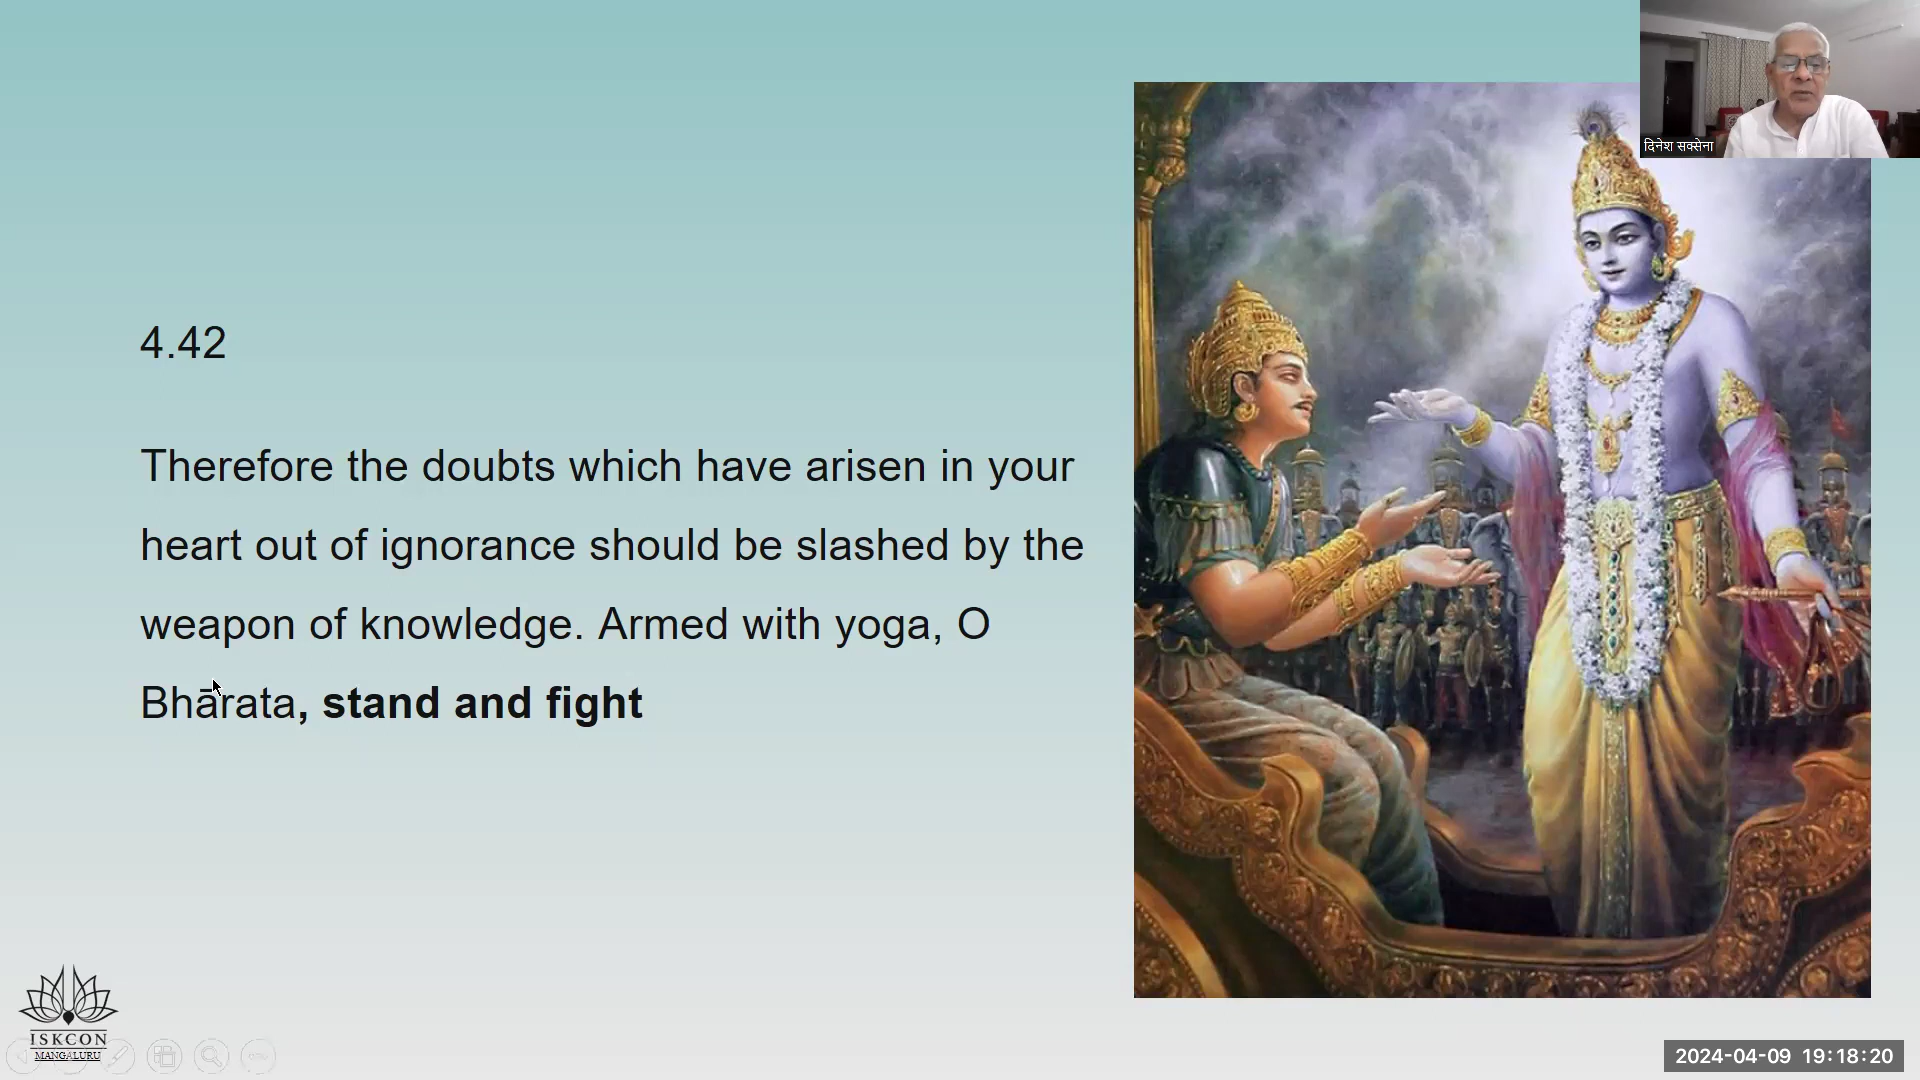 दिनेश सक्सेना
4.42
Therefore the doubts which have arisen in your
heart out of ignorance should be slashed by the
weapon of knowledge. Armed with yoga, O
Bhārata, stand and fight
ISKCON
MANGALURU
2024-04-09 19:18:20